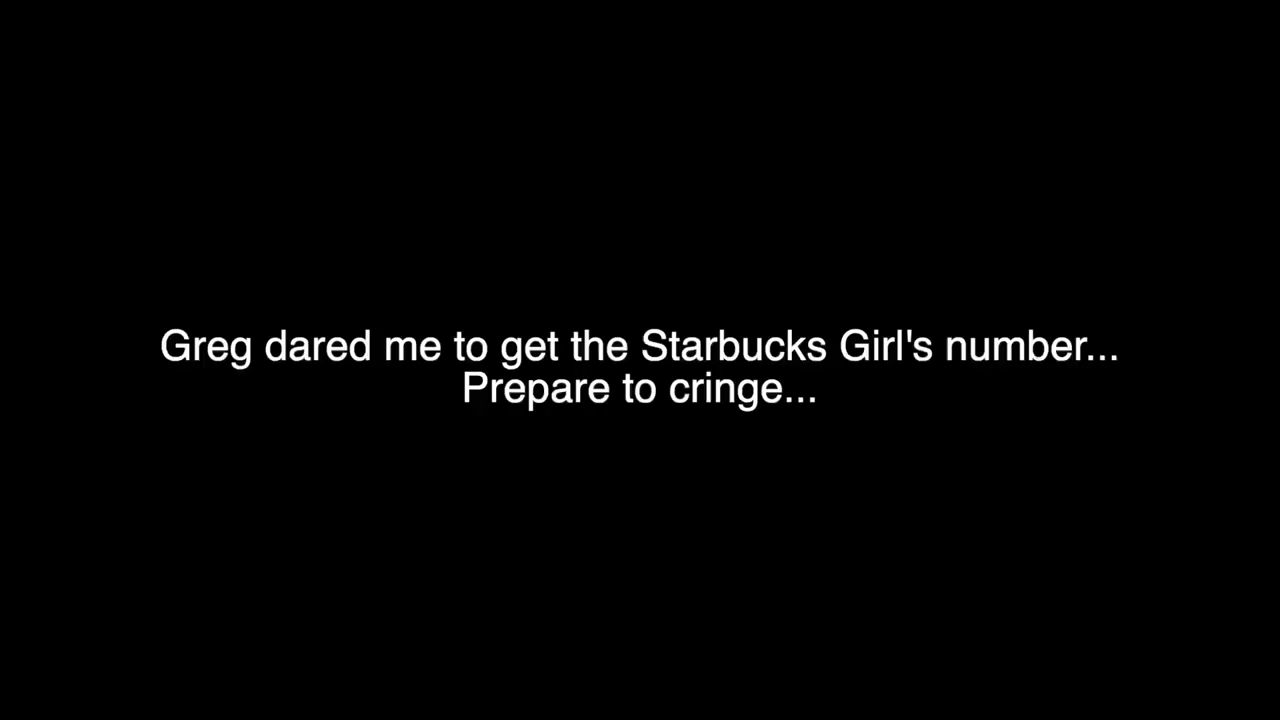 Greg dared me to get the Starbucks Girl's number...
Prepare to cringe...